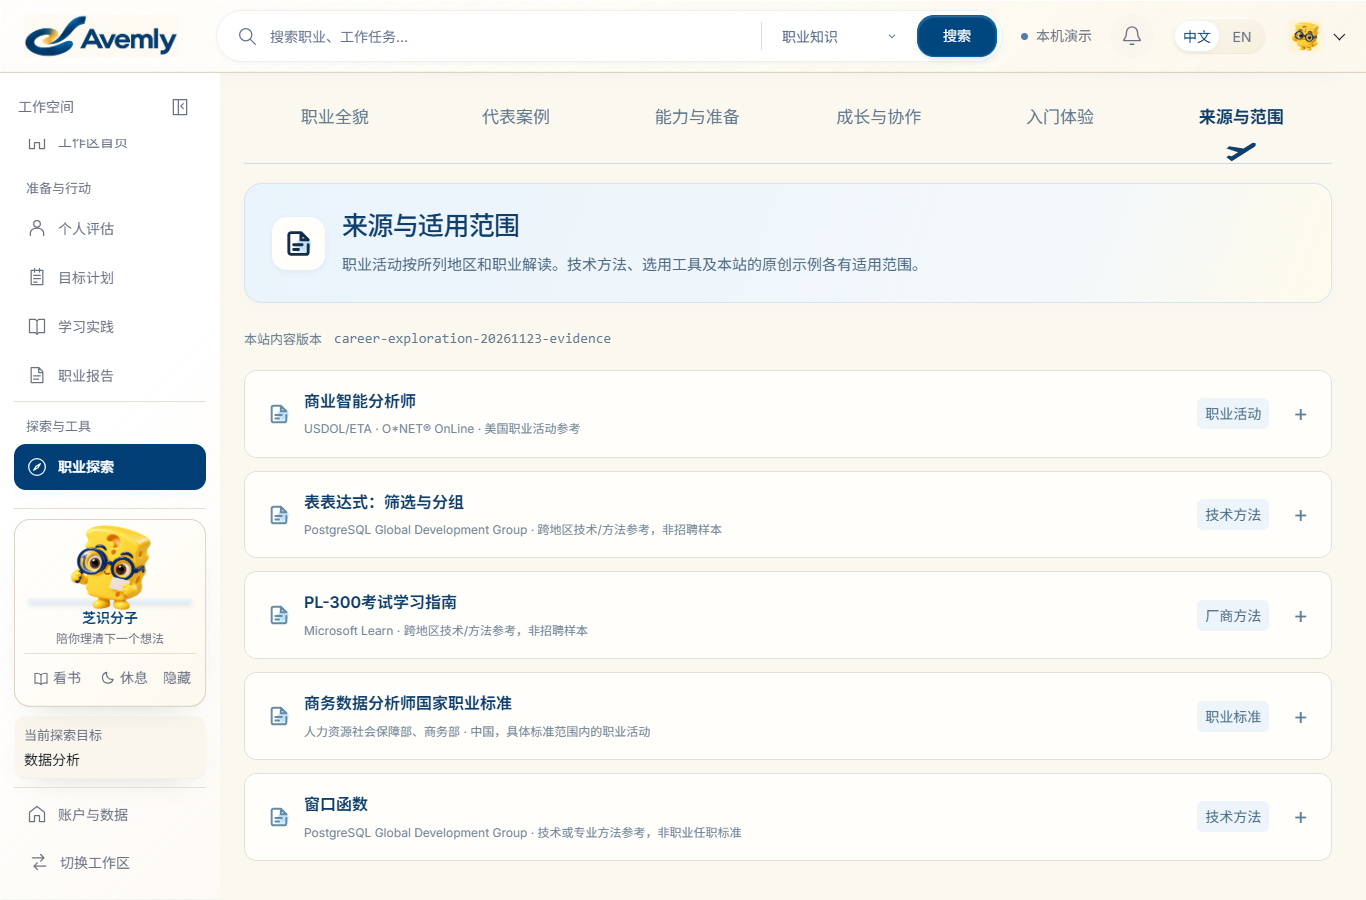 Avemly
搜索职业、工作任务...
职业知识
搜索
本机演示
中文
EN
工作空间
工作区首页
准备与行动
个人评估
目标计划
学习实践
职业报告
探索与工具
职业探索
芝识分子
陪你理清下一个想法
看书
休息
隐藏
当前探索目标
数据分析
账户与数据
切换工作区
职业全貌
代表案例
能力与准备
成长与协作
入门体验
来源与范围
来源与适用范围
职业活动按所列地区和职业解读。技术方法、选用工具及本站的原创示例各有适用范围。
本站内容版本 career-exploration-20261123-evidence
商业智能分析师
USDOL/ETA · O*NET® OnLine · 美国职业活动参考
职业活动
表表达式：筛选与分组
PostgreSQL Global Development Group · 跨地区技术/方法参考，非招聘样本
技术方法
PL-300考试学习指南
Microsoft Learn · 跨地区技术/方法参考，非招聘样本
厂商方法
商务数据分析师国家职业标准
人力资源社会保障部、商务部 · 中国，具体标准范围内的职业活动
职业标准
窗口函数
PostgreSQL Global Development Group · 技术或专业方法参考，非职业任职标准
技术方法